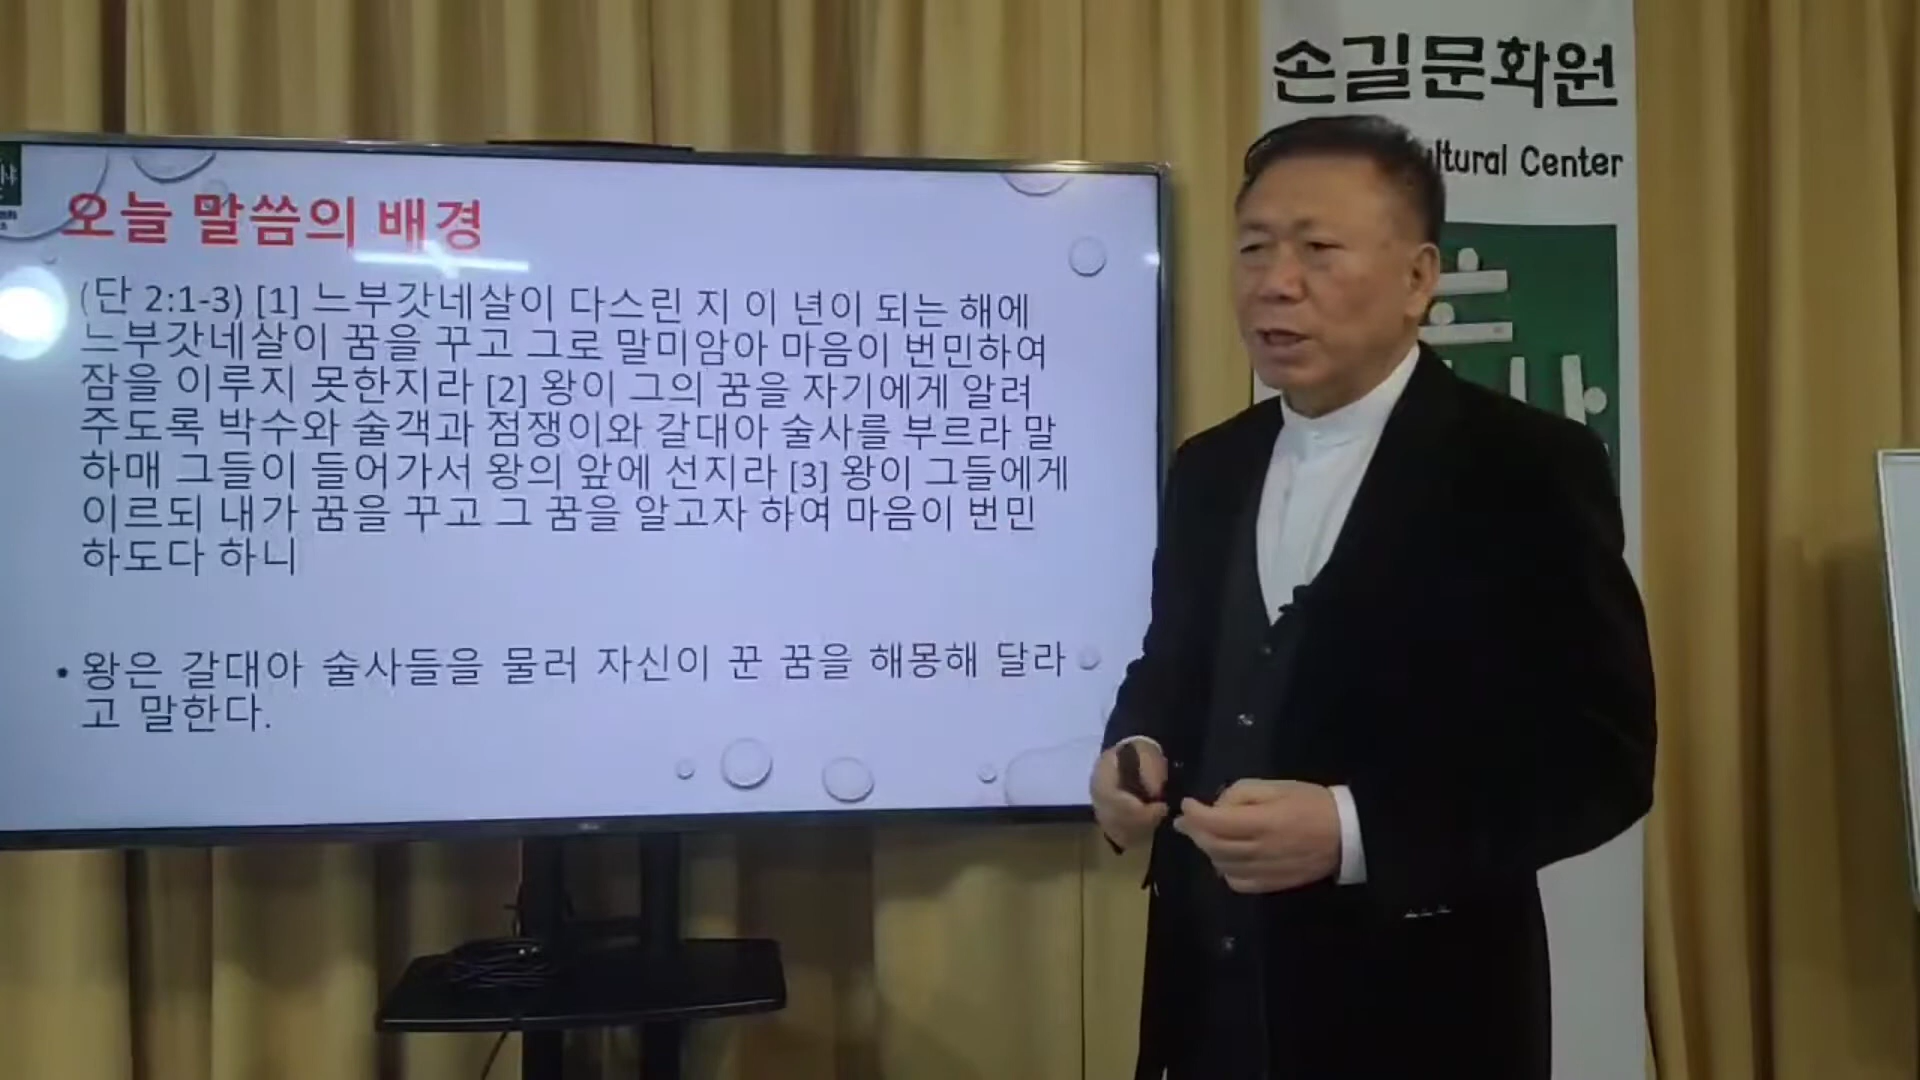 손길문화원
Cultural Center
오늘 말씀의 배경
(단 2:1-3) [1] 느부갓네살이 다스린 지 이 년이 되는 해에
느부갓네살이 꿈을 꾸고 그로 말미암아 마음이 번민하여
잠을 이루지 못한지라 [2] 왕이 그의 꿈을 자기에게 알려
주도록 박수와 술객과 점쟁이와 갈대아 술사를 부르라 말
하매 그들이 들어가서 왕의 앞에 선지라 [3] 왕이 그들에게
이르되 내가 꿈을 꾸고 그 꿈을 알고자 하여 마음이 번민
하도다 하니
• 왕은 갈대아 술사들을 물러 자신이 꾼 꿈을 해몽해 달라
고 말한다.